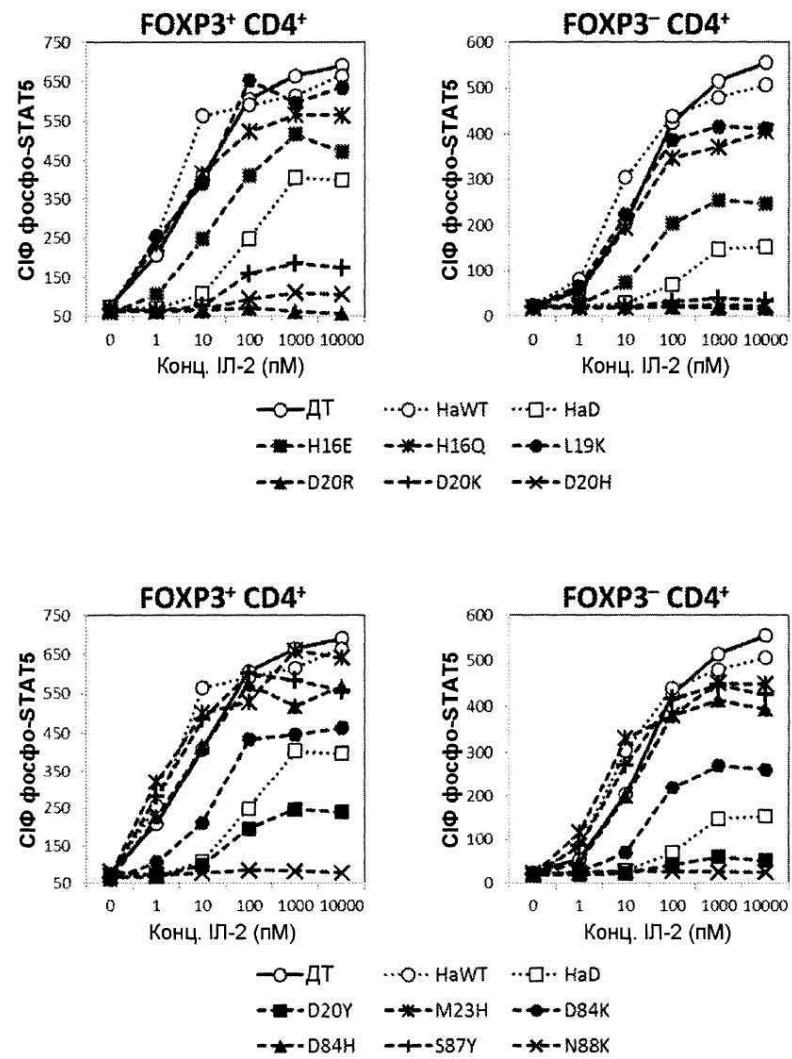 FOXP3⁺ CD4⁺
FOXP3⁻ CD4⁺
СІФ фосфо-STAT5
750
650
550
450
350
250
150
50
0 1 10 100 1000 10000
Конц. ІЛ-2 (пМ)
СІФ фосфо-STAT5
600
500
400
300
200
100
0
0 1 10 100 1000 10000
Конц. ІЛ-2 (пМ)
ДТ HaWT HaD
H16E H16Q L19K
D20R D20K D20H
FOXP3⁺ CD4⁺
FOXP3⁻ CD4⁺
СІФ фосфо-STAT5
750
650
550
450
350
250
150
50
0 1 10 100 1000 10000
Конц. ІЛ-2 (пМ)
СІФ фосфо-STAT5
600
500
400
300
200
100
0
0 1 10 100 1000 10000
Конц. ІЛ-2 (пМ)
ДТ HaWT HaD
D20Y M23H D84K
D84H S87Y N88K